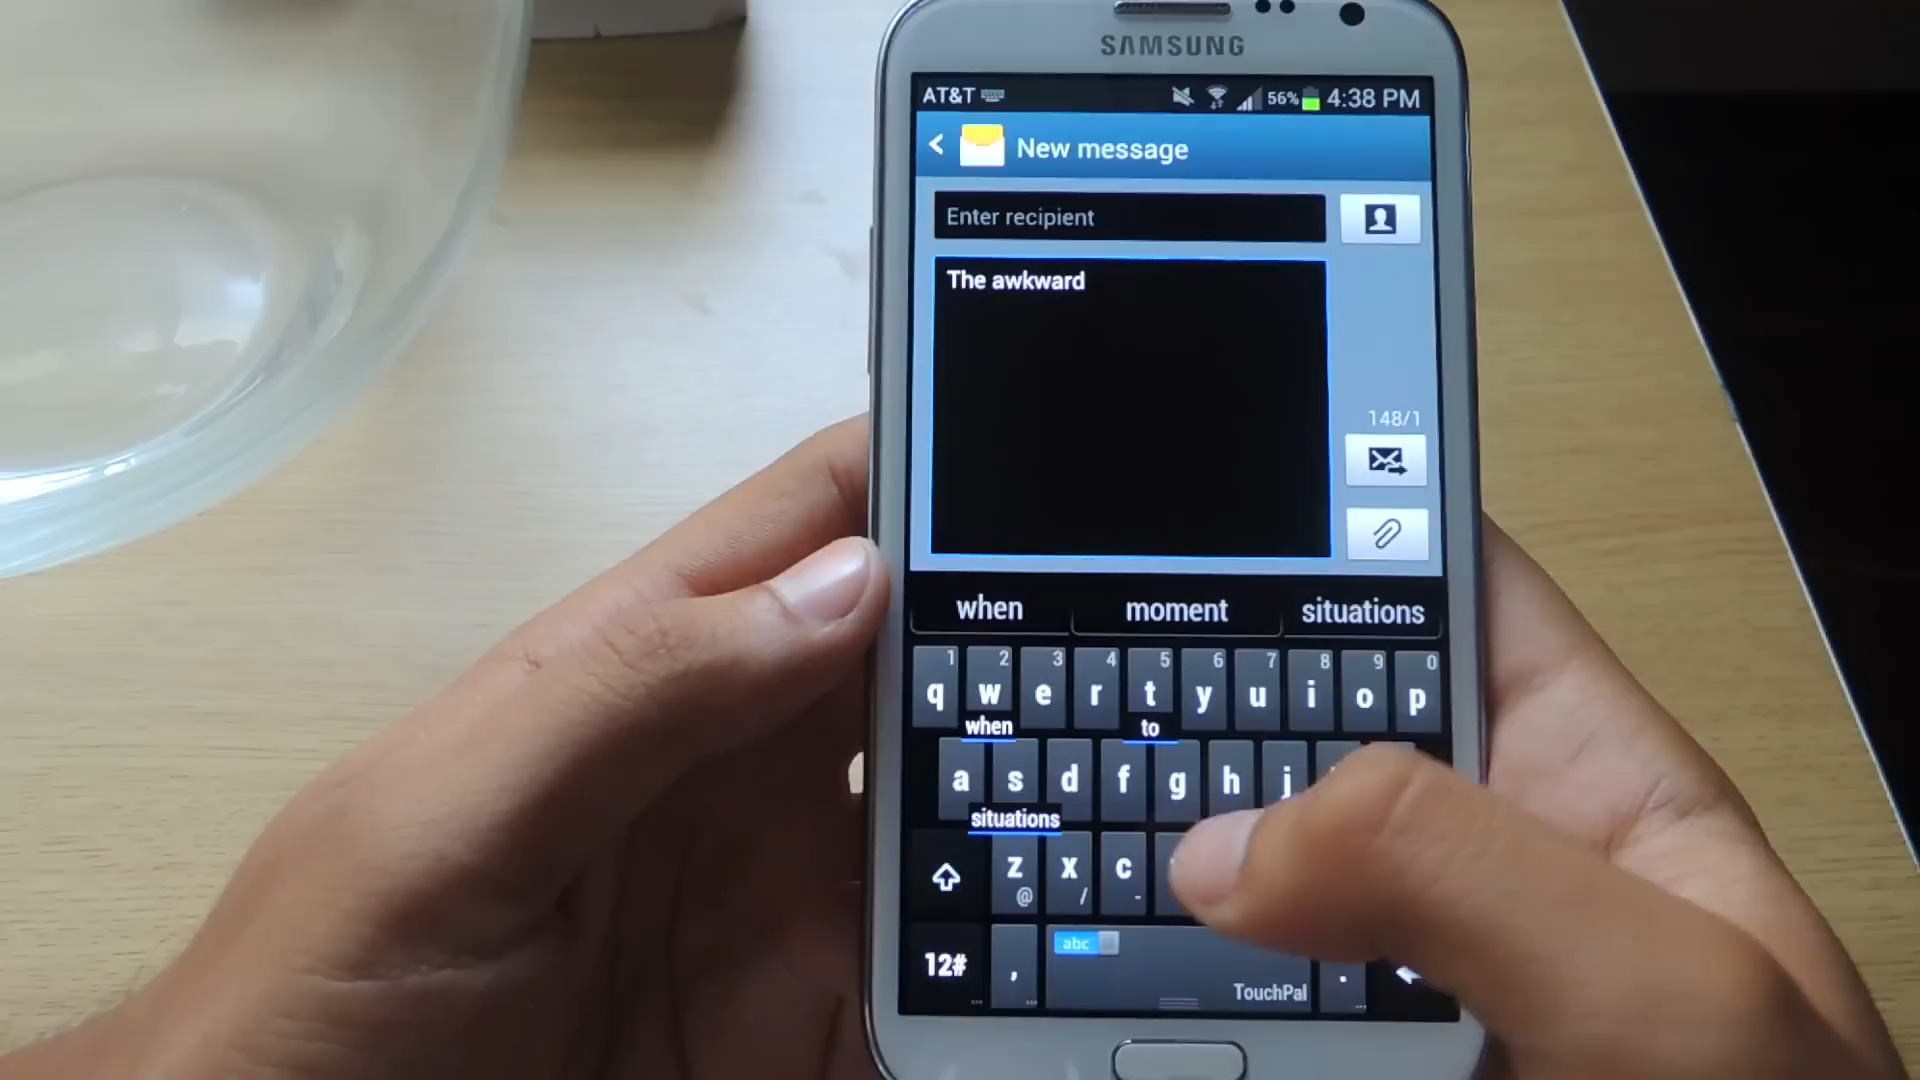 SAMSUNG
AT&T 56% 4:38 PM
New message
Enter recipient
The awkward
148/1
when moment situations
1 2 3 4 5 6 7 8 9 0
q w e r t y u i o p
when to
a s d f g h j
situations
z x c
@ / -
abc
12# , .
TouchPal